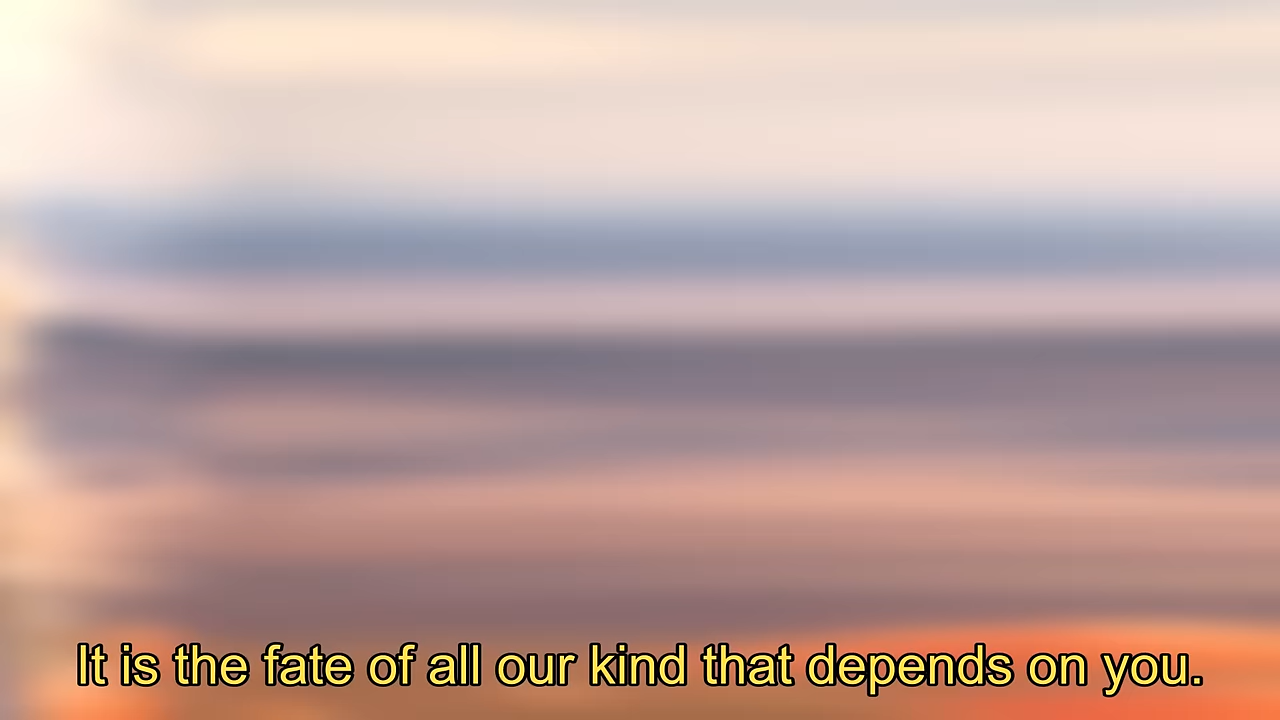 It is the fate of all our kind that depends on you.